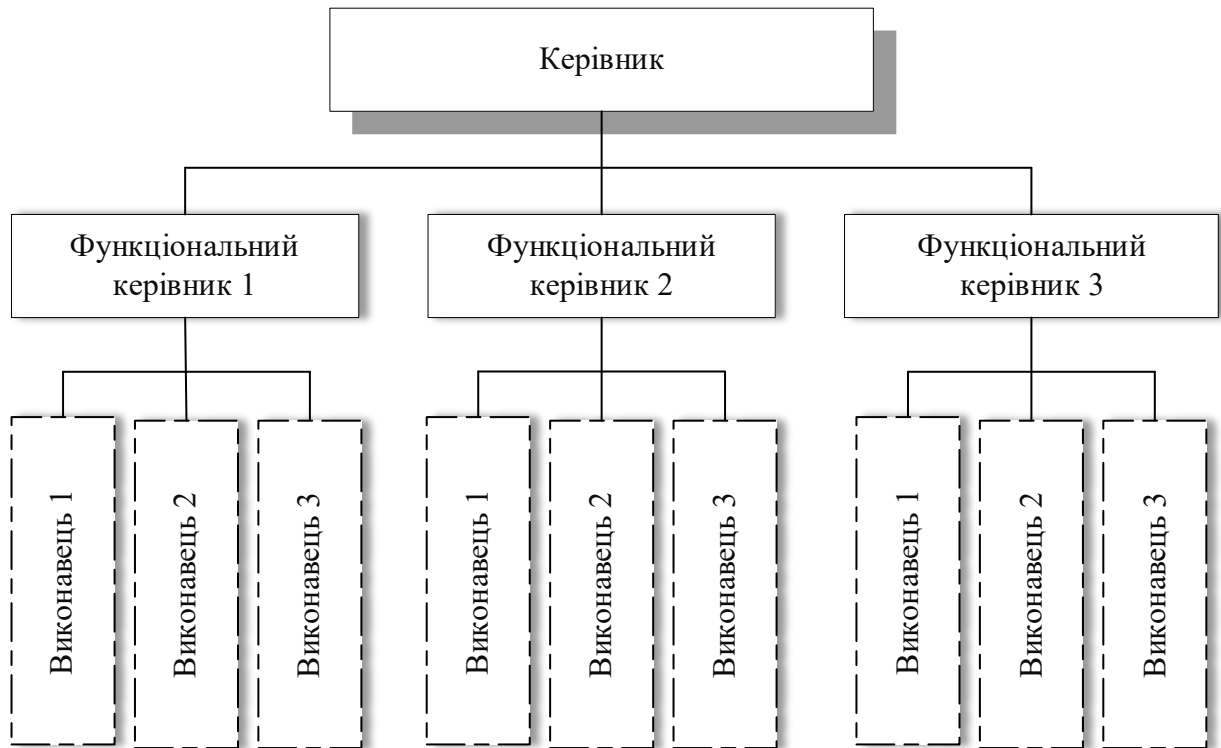 Керівник
Функціональний
керівник 1
Функціональний
керівник 2
Функціональний
керівник 3
Виконавець 1
Виконавець 2
Виконавець 3
Виконавець 1
Виконавець 2
Виконавець 3
Виконавець 1
Виконавець 2
Виконавець 3